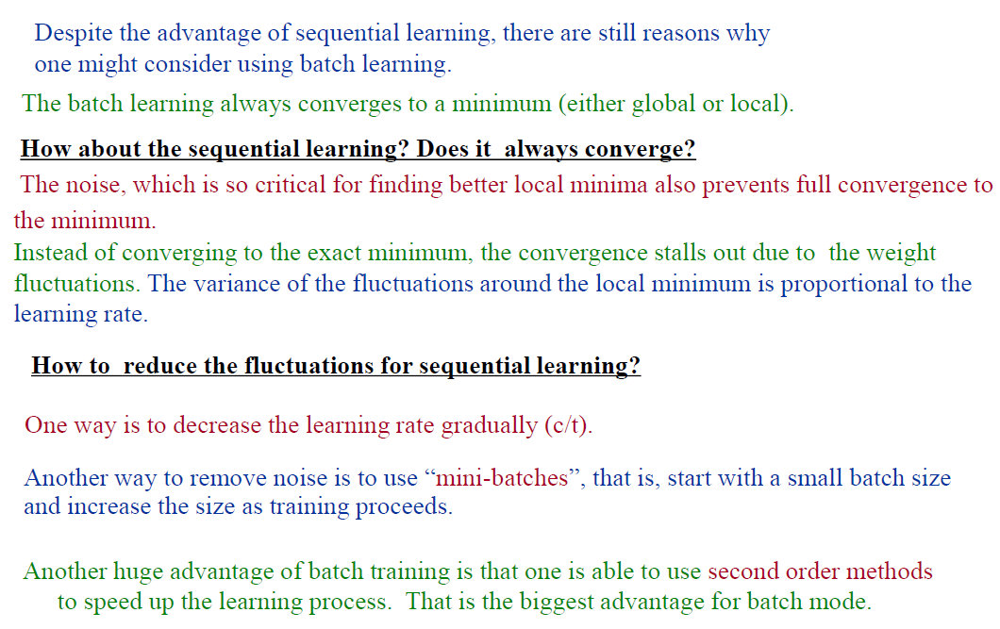 Despite the advantage of sequential learning, there are still reasons why
one might consider using batch learning.
The batch learning always converges to a minimum (either global or local).
How about the sequential learning? Does it always converge?
The noise, which is so critical for finding better local minima also prevents full convergence to
the minimum.
Instead of converging to the exact minimum, the convergence stalls out due to the weight
fluctuations. The variance of the fluctuations around the local minimum is proportional to the
learning rate.
How to reduce the fluctuations for sequential learning?
One way is to decrease the learning rate gradually (c/t).
Another way to remove noise is to use “mini-batches”, that is, start with a small batch size
and increase the size as training proceeds.
Another huge advantage of batch training is that one is able to use second order methods
to speed up the learning process. That is the biggest advantage for batch mode.